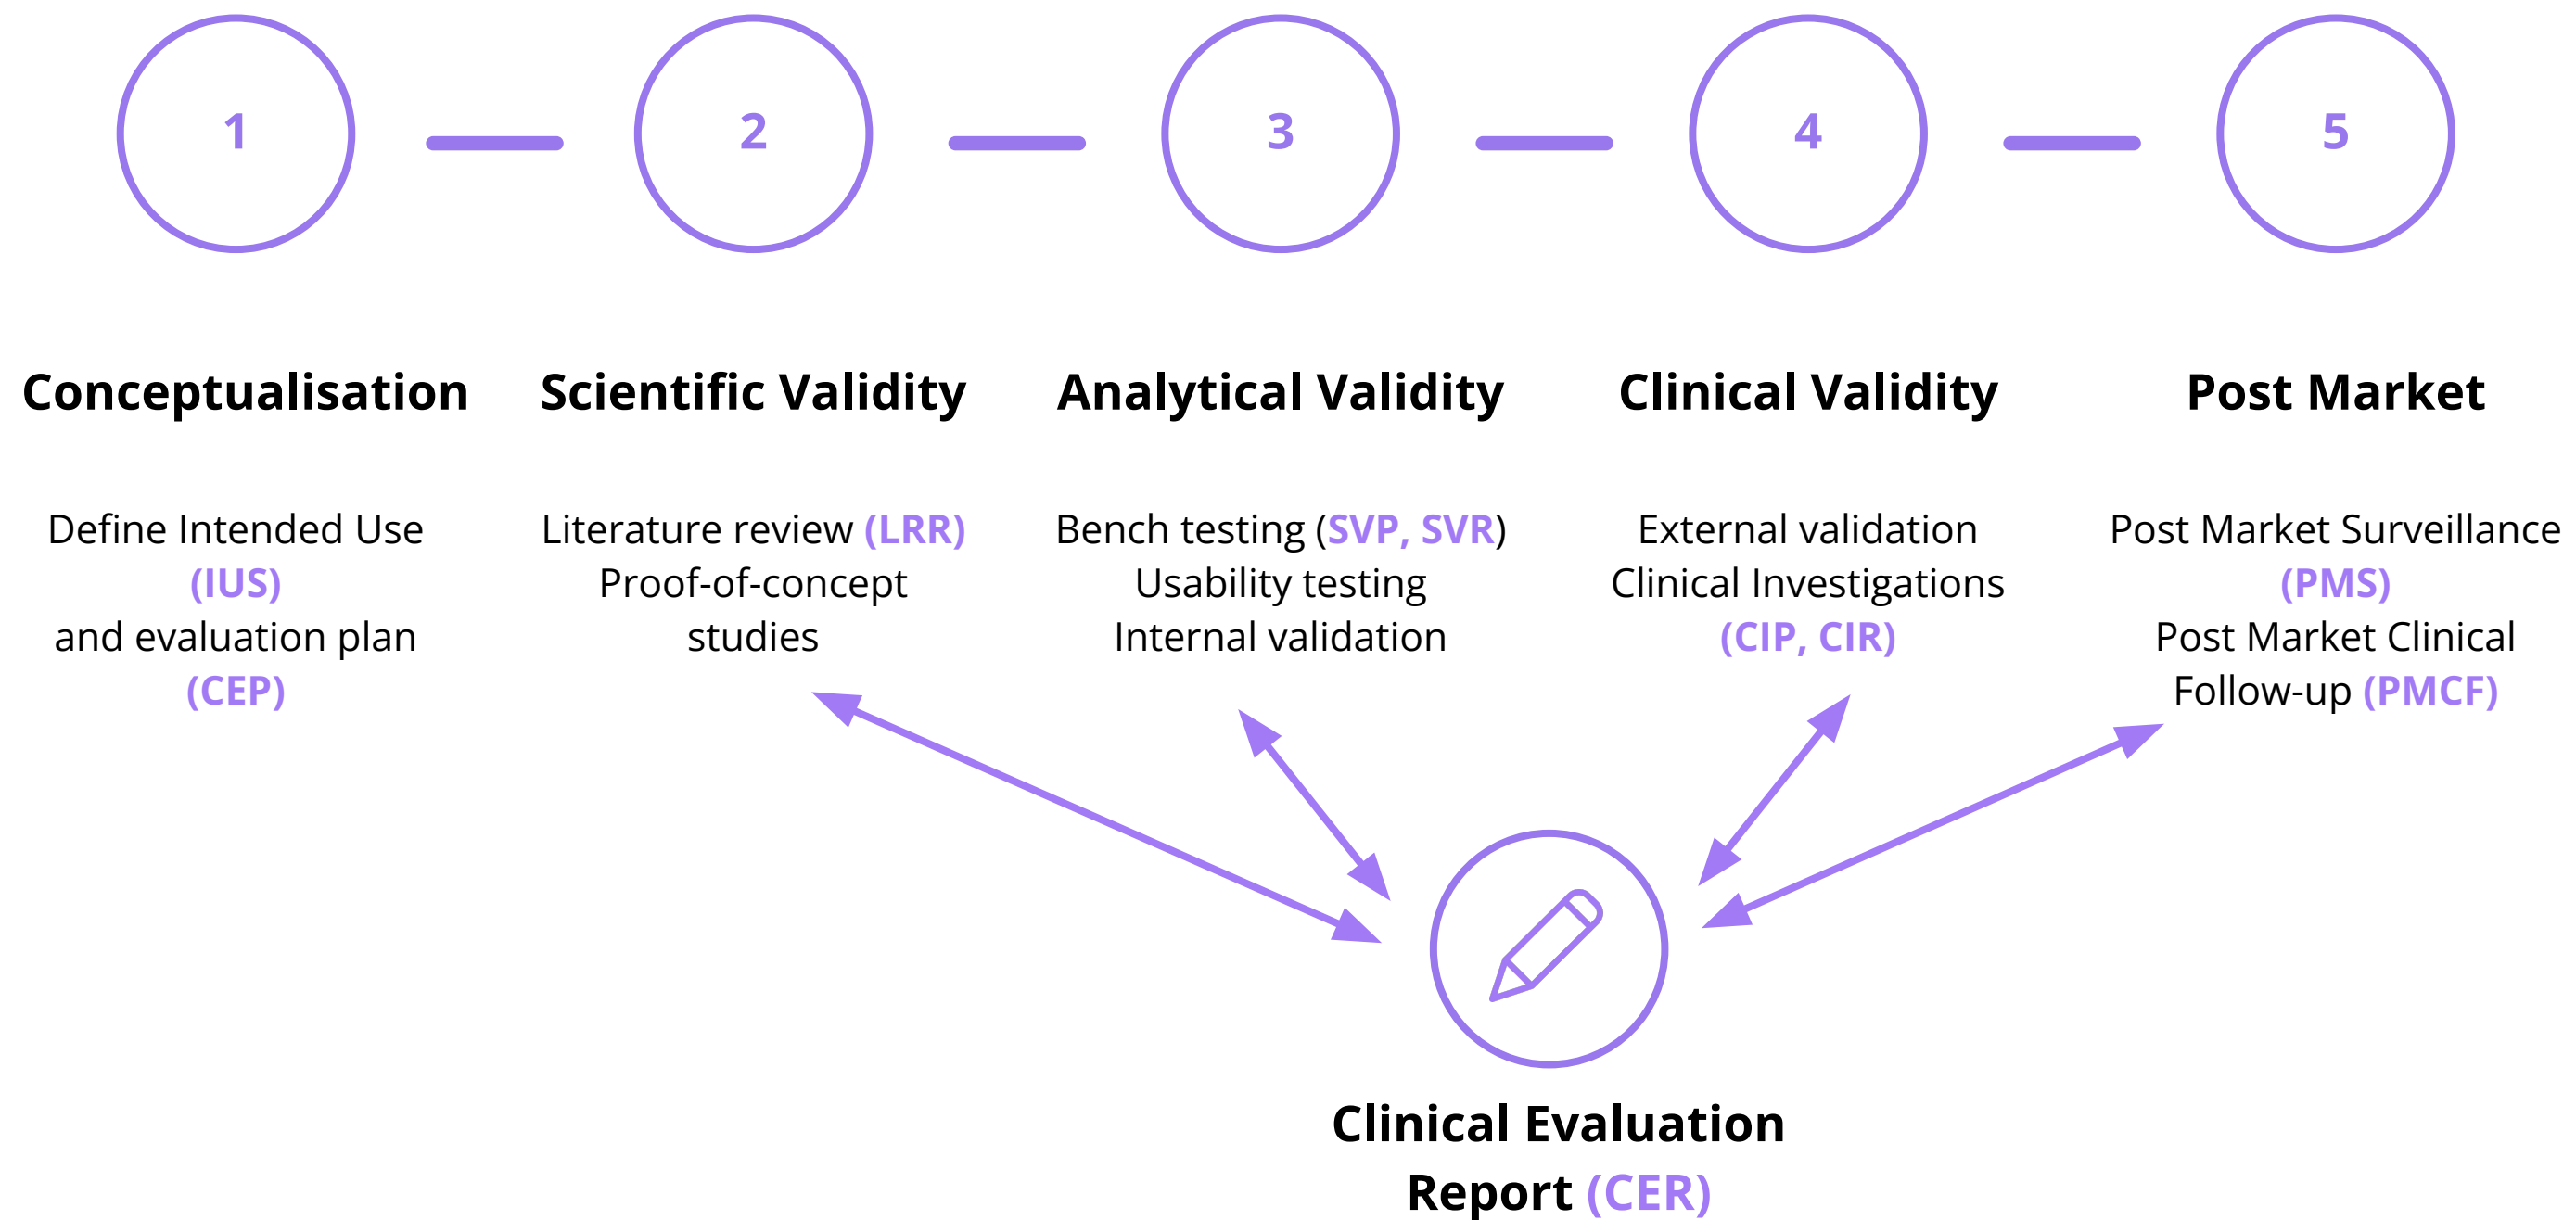 1
2
3
4
5
Conceptualisation
Define Intended Use
(IUS)
and evaluation plan
(CEP)
Scientific Validity
Literature review (LRR)
Proof-of-concept
studies
Analytical Validity
Bench testing (SVP, SVR)
Usability testing
Internal validation
Clinical Validity
External validation
Clinical Investigations
(CIP, CIR)
Post Market
Post Market Surveillance
(PMS)
Post Market Clinical
Follow-up (PMCF)
Clinical Evaluation
Report (CER)